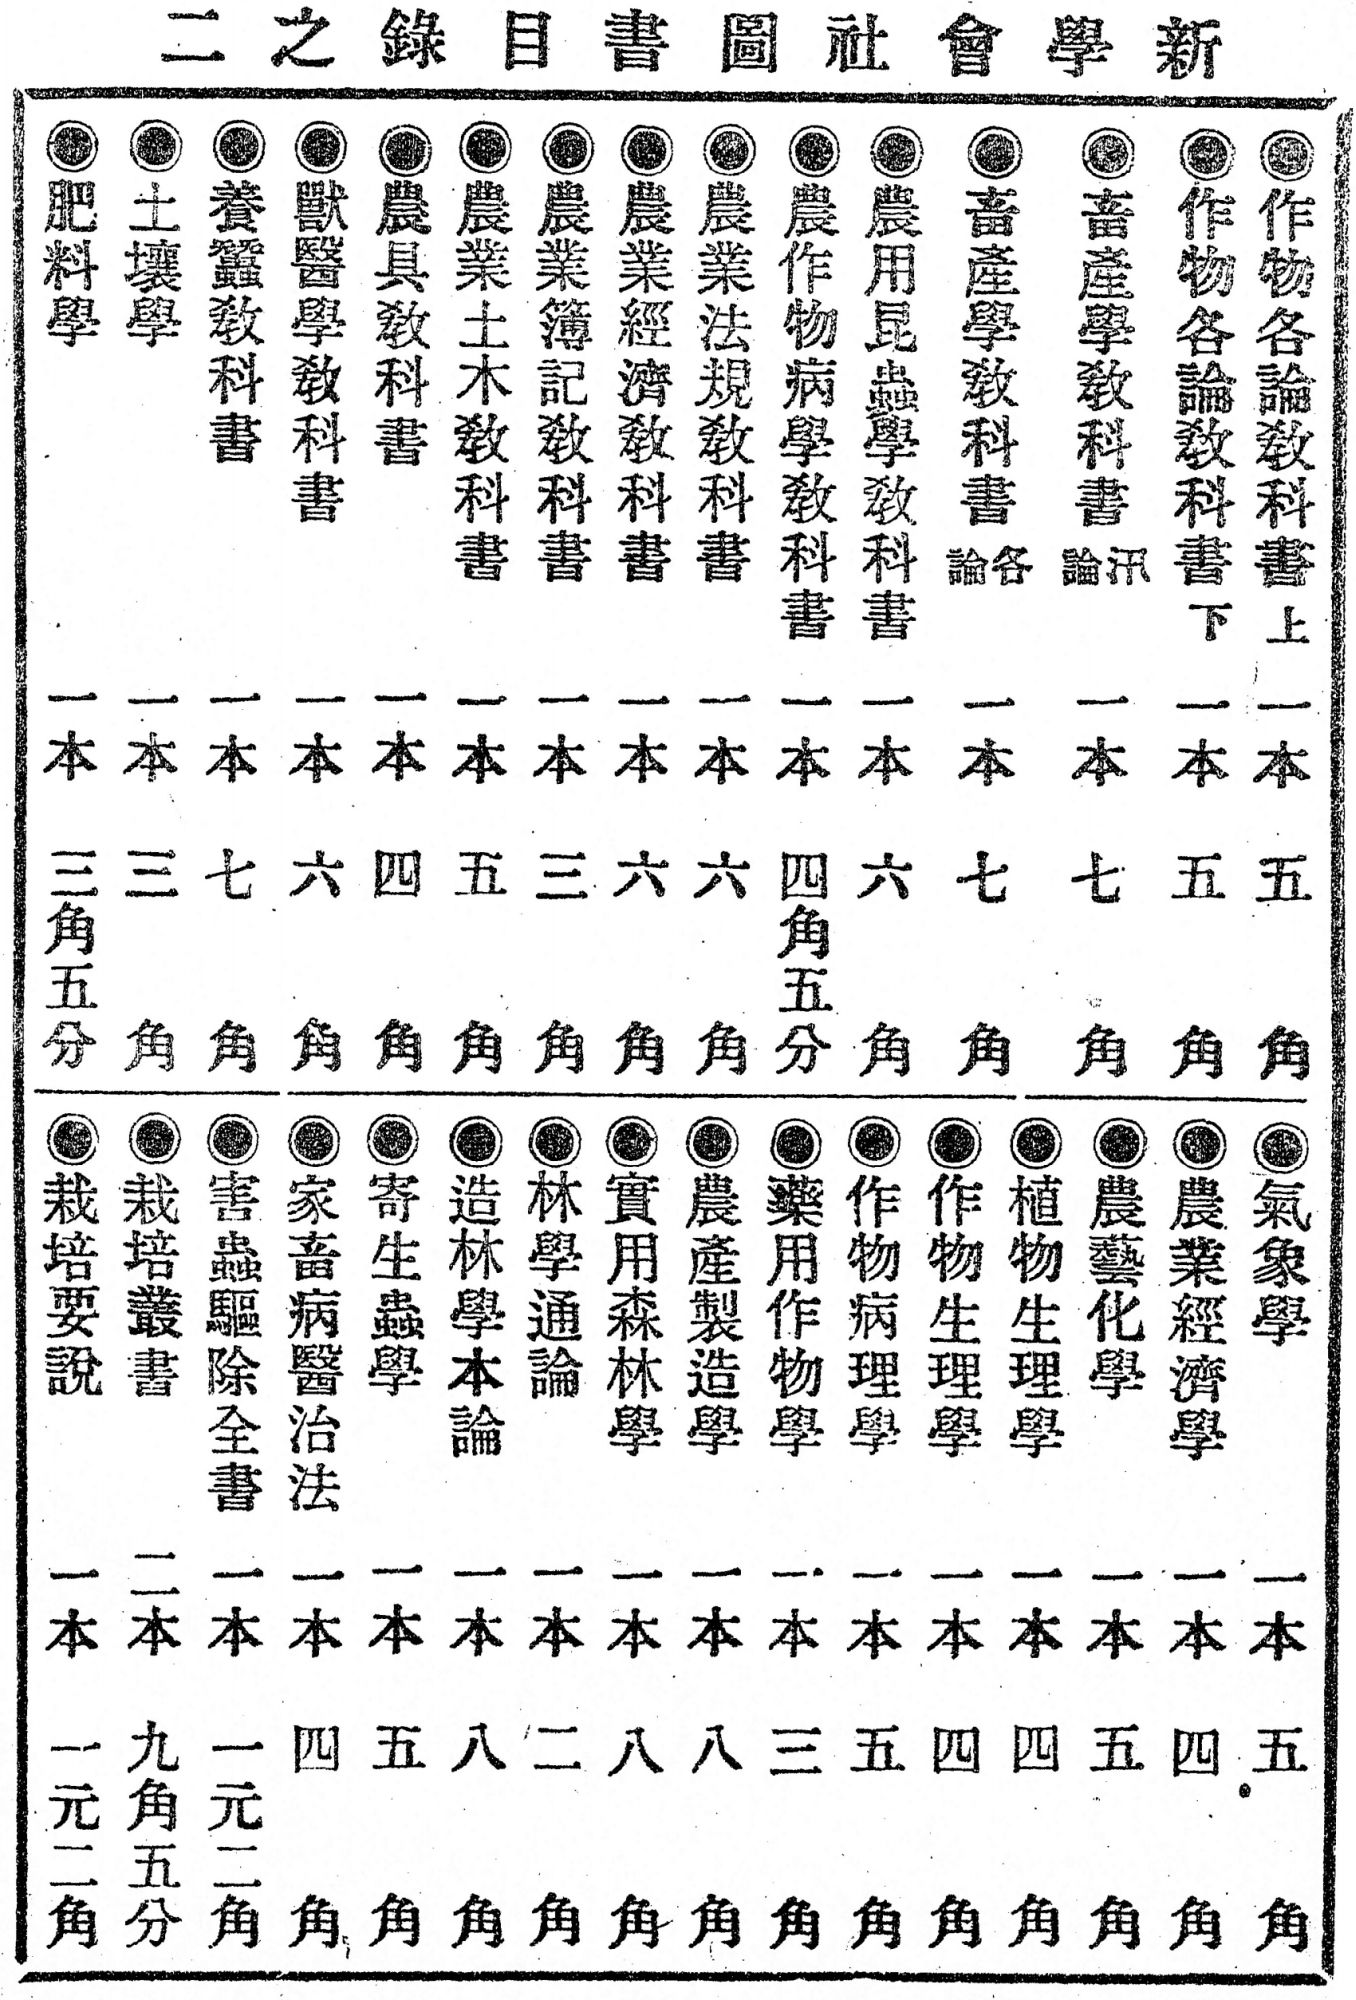 新學會社圖書目錄之二
作物各論教科書上 一本 五角
作物各論教科書下 一本 五角
畜產學教科書汎論 一本 七角
畜產學教科書各論 一本 七角
農用昆蟲學教科書 一本 六角
農作物病學教科書 一本 四角五分
農業法規教科書 一本 六角
農業經濟教科書 一本 六角
農業簿記教科書 一本 三角
農業土木教科書 一本 五角
農具教科書 一本 四角
獸醫學教科書 一本 六角
養蠶教科書 一本 七角
土壤學 一本 三角
肥料學 一本 三角五分
氣象學 一本 五角
農業經濟學 一本 四角
農藝化學 一本 五角
植物生理學 一本 四角
作物生理學 一本 四角
作物病理學 一本 五角
藥用作物學 一本 三角
農產製造學 一本 八角
實用森林學 一本 八角
林學通論 一本 二角
造林學本論 一本 八角
寄生蟲學 一本 五角
家畜病醫治法 一本 四角
害蟲驅除全書 一本 一元二角
栽培叢書 二本 九角五分
栽培要說 一本 一元二角